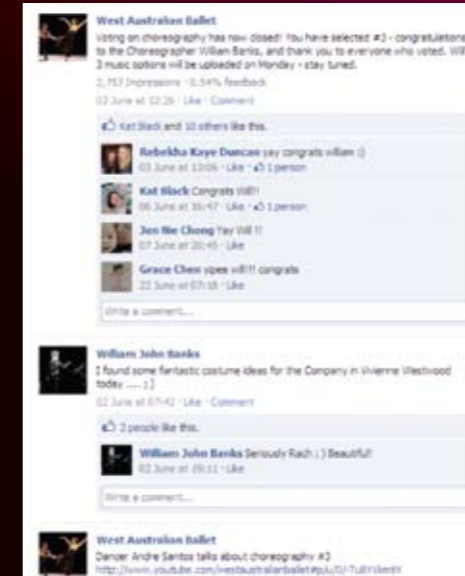 West Australian Ballet
Voting on choreography has now closed! You have selected #3 - congratulations
to the Choreographer William Banks, and thank you to everyone who voted. Will's
3 music options will be uploaded on Monday - stay tuned.
2,757 Impressions · 0.54% Feedback
03 June at 12:26 · Like · Comment
Kat Black and 10 others like this.
Rebekha Kaye Duncan yay congrats william :)
03 June at 13:06 · Like · 1 person
Kat Black Congrats Will!!
06 June at 16:47 · Like · 1 person
Jen Nie Chong Yay Will !!
07 June at 20:45 · Like
Grace Chen yipee will!!! congrats
22 June at 07:18 · Like
Write a comment...
William John Banks
I found some fantastic costume ideas for the Company in Vivienne Westwood
today .... ; )
02 June at 07:42 · Like · Comment
2 people like this.
William John Banks Seriously Rach ; ) Beautiful!
02 June at 19:11 · Like
Write a comment...
West Australian Ballet
Dancer Andre Santos talks about choreography #3